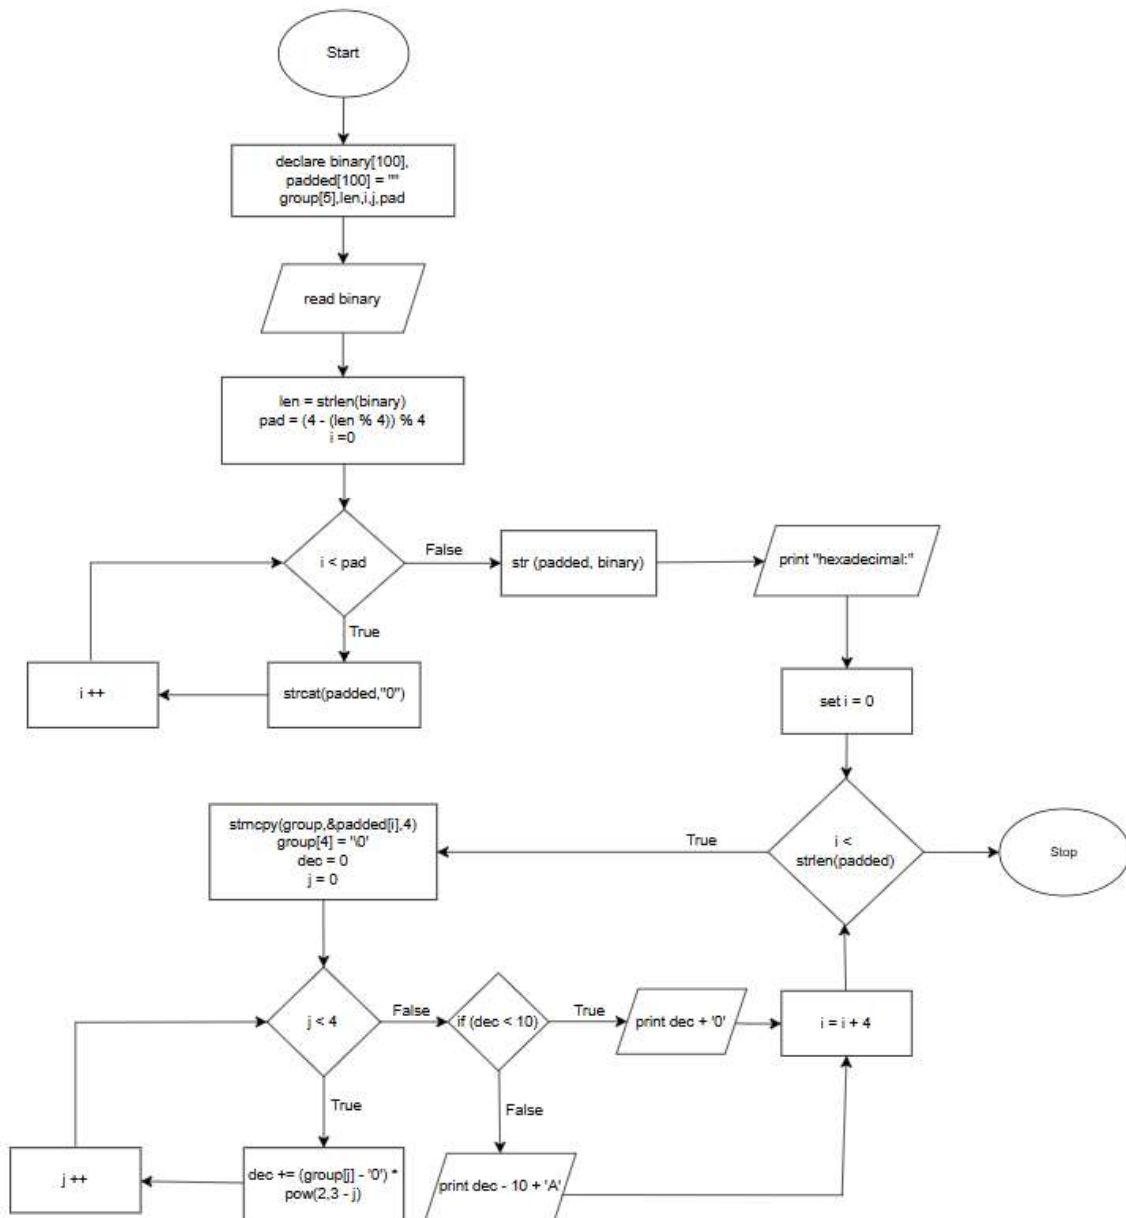 Start
declare binary[100],
padded[100] = ""
group[5],len,i,j,pad
read binary
len = strlen(binary)
pad = (4 - (len % 4)) % 4
i =0
i < pad
False
str (padded, binary)
print "hexadecimal:"
True
i ++
strcat(padded,"0")
set i = 0
strncpy(group,&padded[i],4)
group[4] = '\0'
dec = 0
j = 0
True
i <
strlen(padded)
Stop
j < 4
False
if (dec < 10)
True
print dec + '0'
i = i + 4
True
False
j ++
dec += (group[j] - '0') *
pow(2,3 - j)
print dec - 10 + 'A'